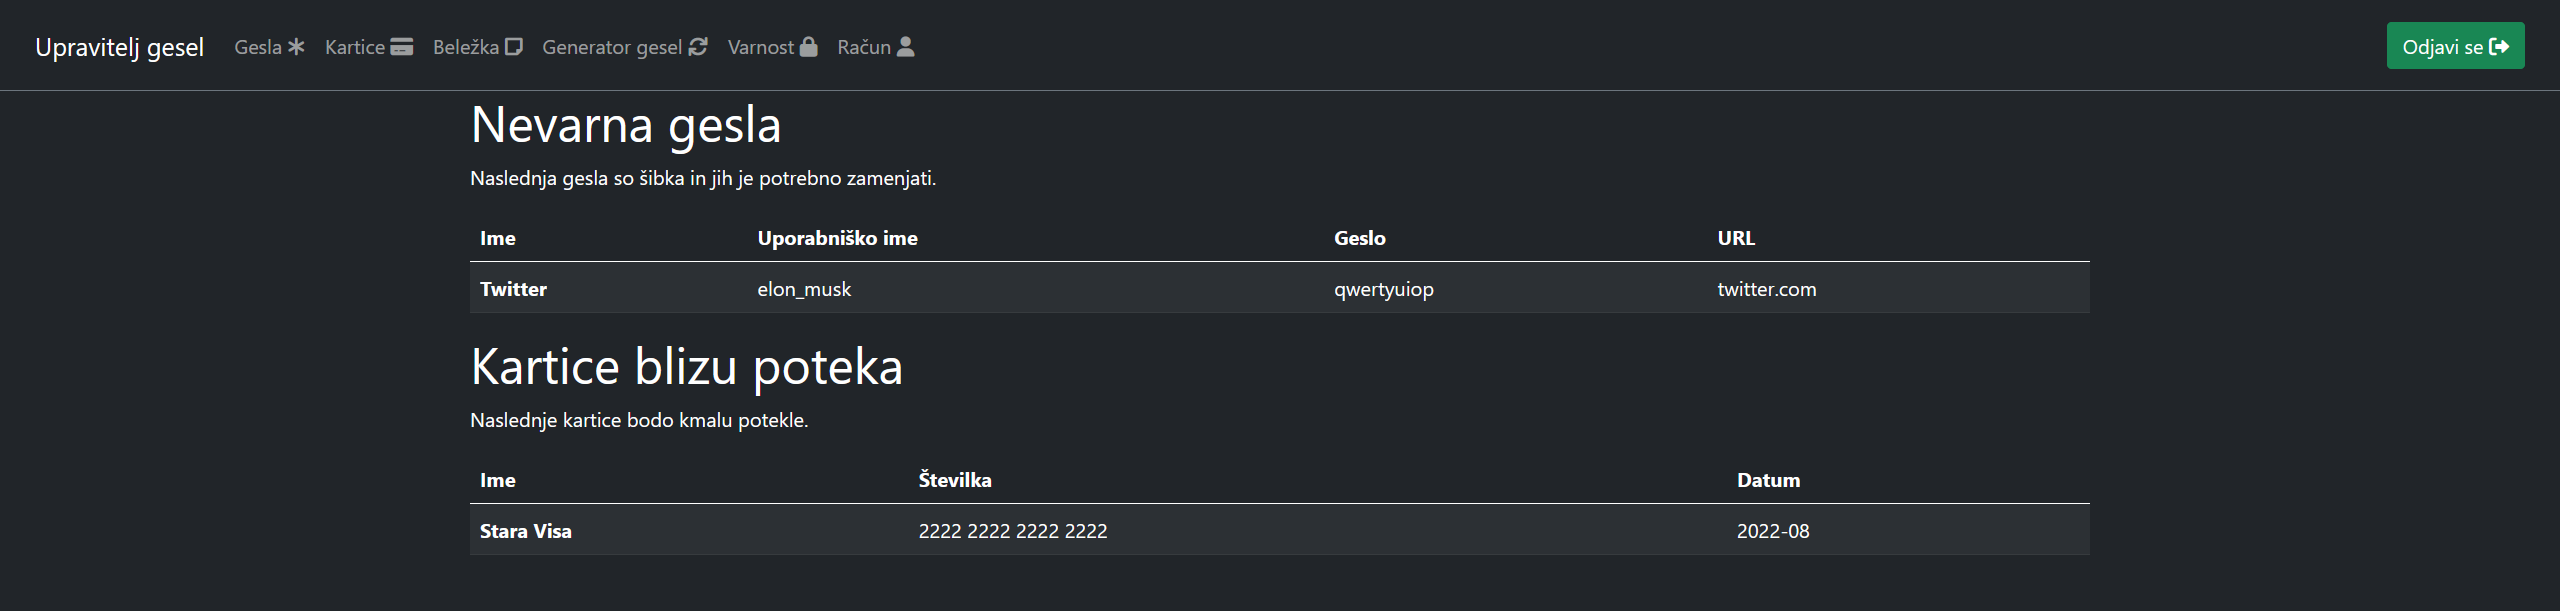 Upravitelj gesel Gesla Kartice Beležka Generator gesel Varnost Račun Odjavi se
Nevarna gesla
Naslednja gesla so šibka in jih je potrebno zamenjati.
Ime Uporabniško ime Geslo URL
Twitter elon_musk qwertyuiop twitter.com
Kartice blizu poteka
Naslednje kartice bodo kmalu potekle.
Ime Številka Datum
Stara Visa 2222 2222 2222 2222 2022-08